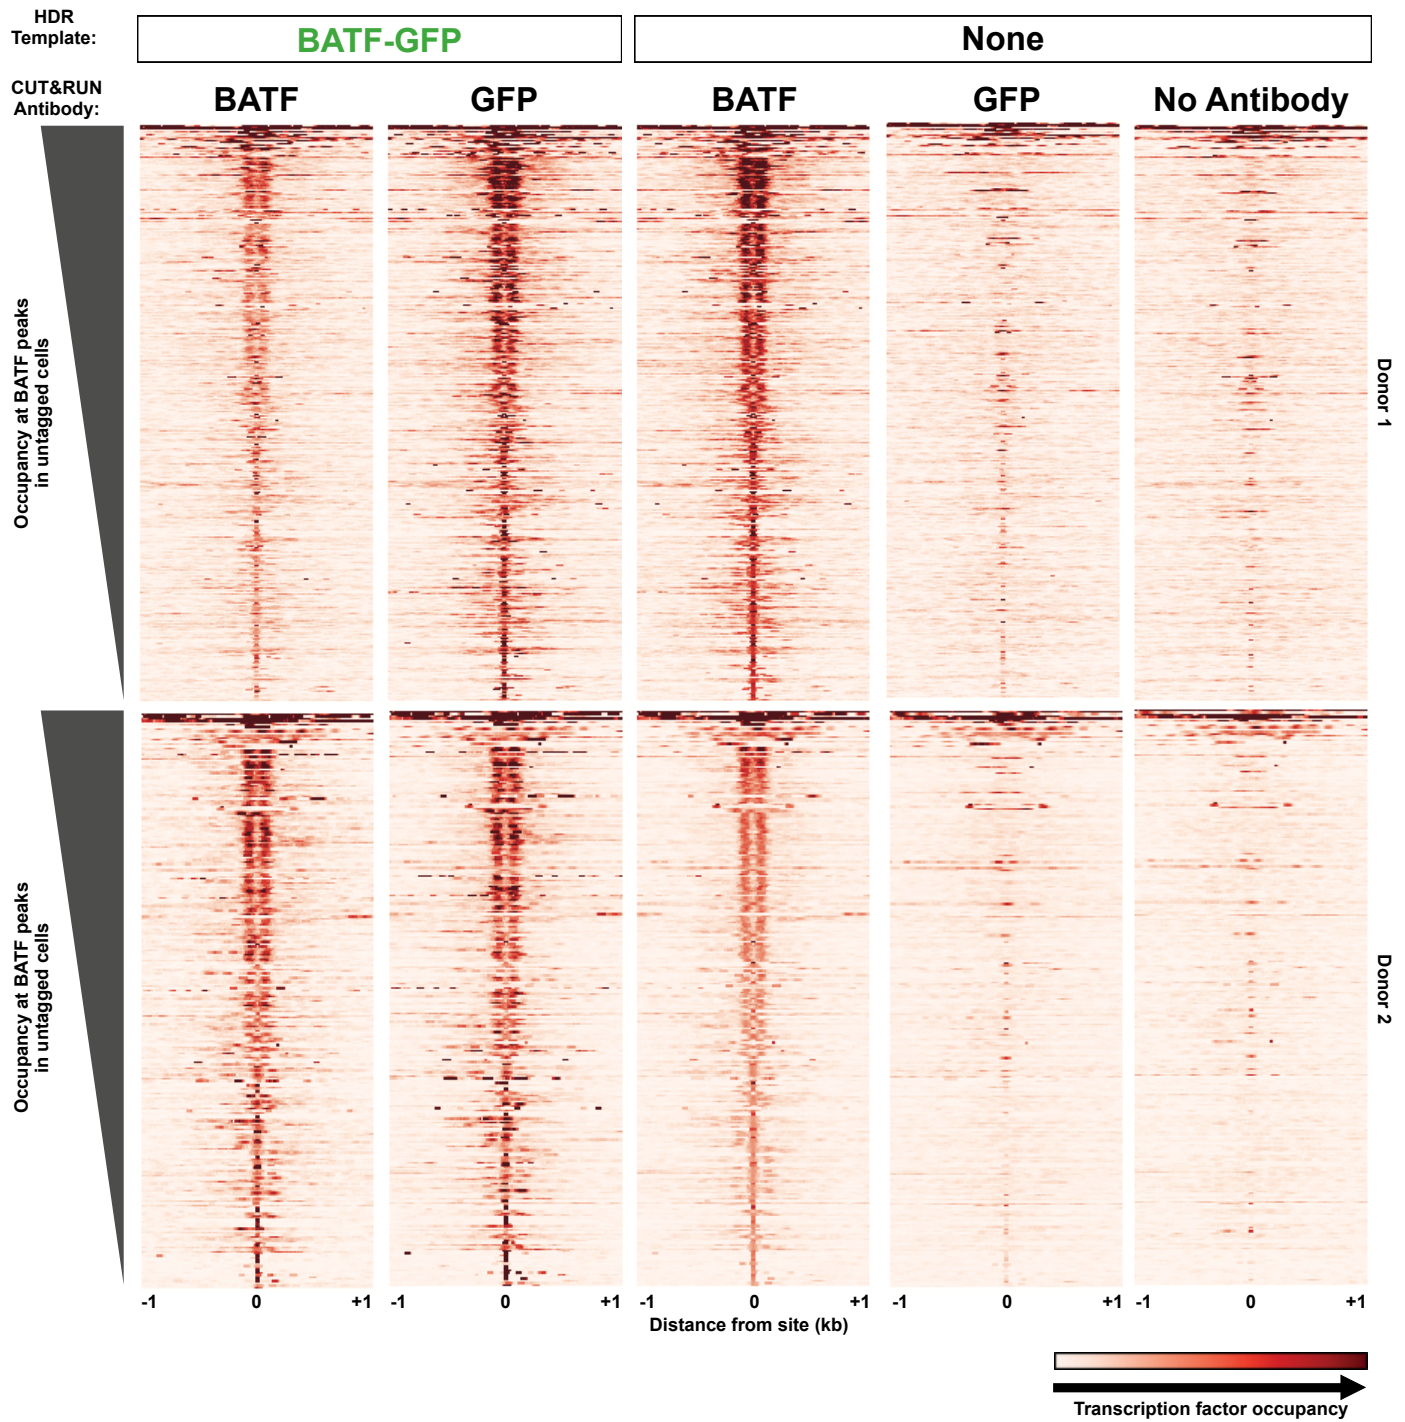 HDR
Template:
BATF-GFP
None
CUT&RUN
Antibody:
BATF
GFP
BATF
GFP
No Antibody
Occupancy at BATF peaks
in untagged cells
Donor 1
Occupancy at BATF peaks
in untagged cells
Donor 2
-1 0 +1 -1 0 +1 -1 0 +1 -1 0 +1 -1 0 +1
Distance from site (kb)
Transcription factor occupancy